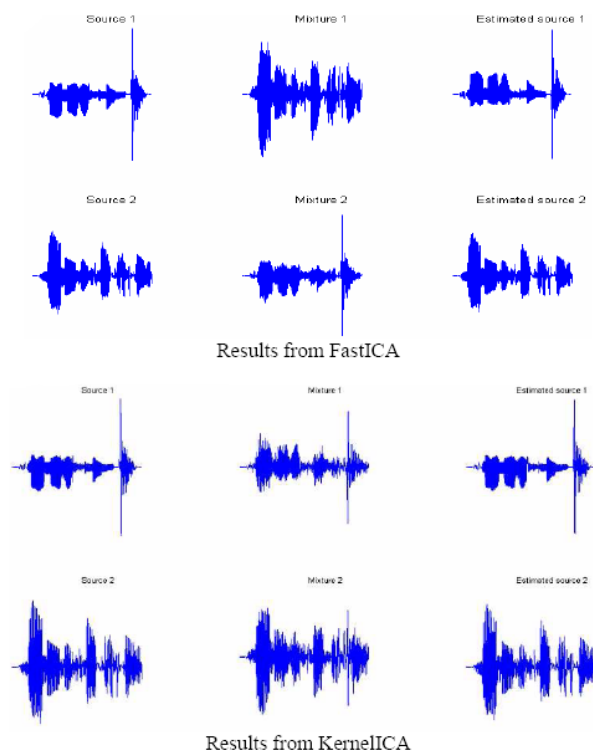 Source 1
Mixture 1
Estimated source 1
Source 2
Mixture 2
Estimated source 2
Results from FastICA
Source 1
Mixture 1
Estimated source 1
Source 2
Mixture 2
Estimated source 2
Results from KernelICA